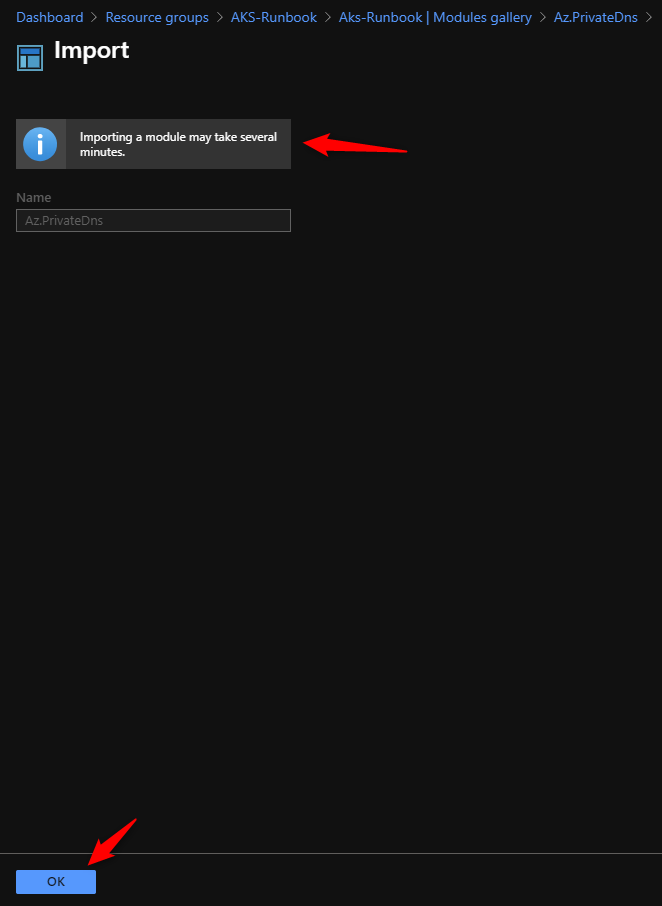 Dashboard > Resource groups > AKS-Runbook > Aks-Runbook | Modules gallery > Az.PrivateDns >
Import
Importing a module may take several
minutes.
Name
Az.PrivateDns
OK